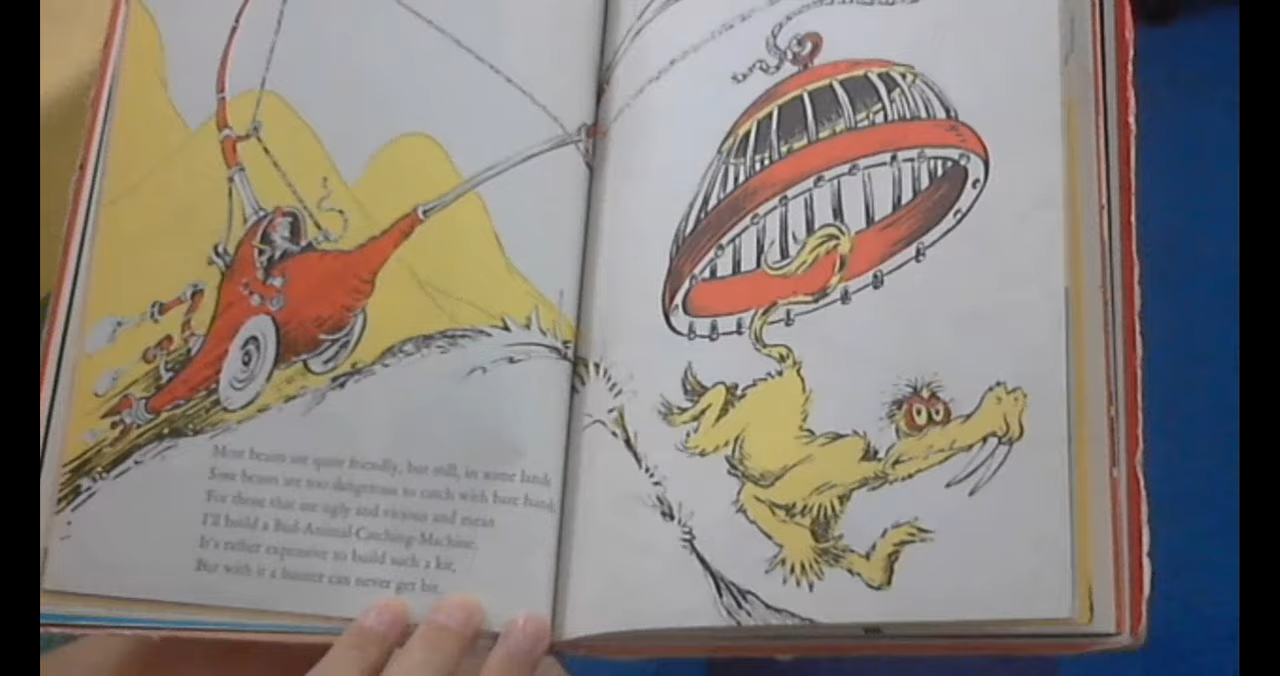 Most beasts are quite friendly, but still, in some lands
Some beasts are too dangerous to catch with bare hands
For those that are ugly and vicious and mean
I'll build a Bad-Animal-Catching-Machine.
It's rather expensive to build such a kit,
But with it a hunter can never get bit.